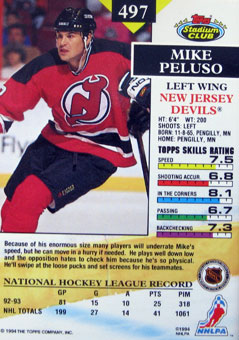 497
Topps
Stadium
CLUB
MIKE
PELUSO
LEFT WING
NEW JERSEY
DEVILS®
HT: 6'4" WT: 200
SHOOTS: LEFT
BORN: 11-8-65, PENGILLY, MN
HOME: PENGILLY, MN
TOPPS SKILLS RATING
SPEED 7.5
SHOOTING ACCUR. 6.8
IN THE CORNERS 8.1
PASSING 6.7
BACKCHECKING 7.3
Because of his enormous size many players will underrate Mike's
speed, but he can move in a hurry if needed. He plays well down low
and the opposition hates to check him because he's so physical.
He'll swipe at the loose pucks and set screens for his teammates.
NATIONAL HOCKEY LEAGUE RECORD
GP G A PTS PIM
92-93 81 15 10 25 318
NHL TOTALS 199 27 14 41 1061
© 1994 THE TOPPS COMPANY, INC.
©1994
NHLPA
NHLPA